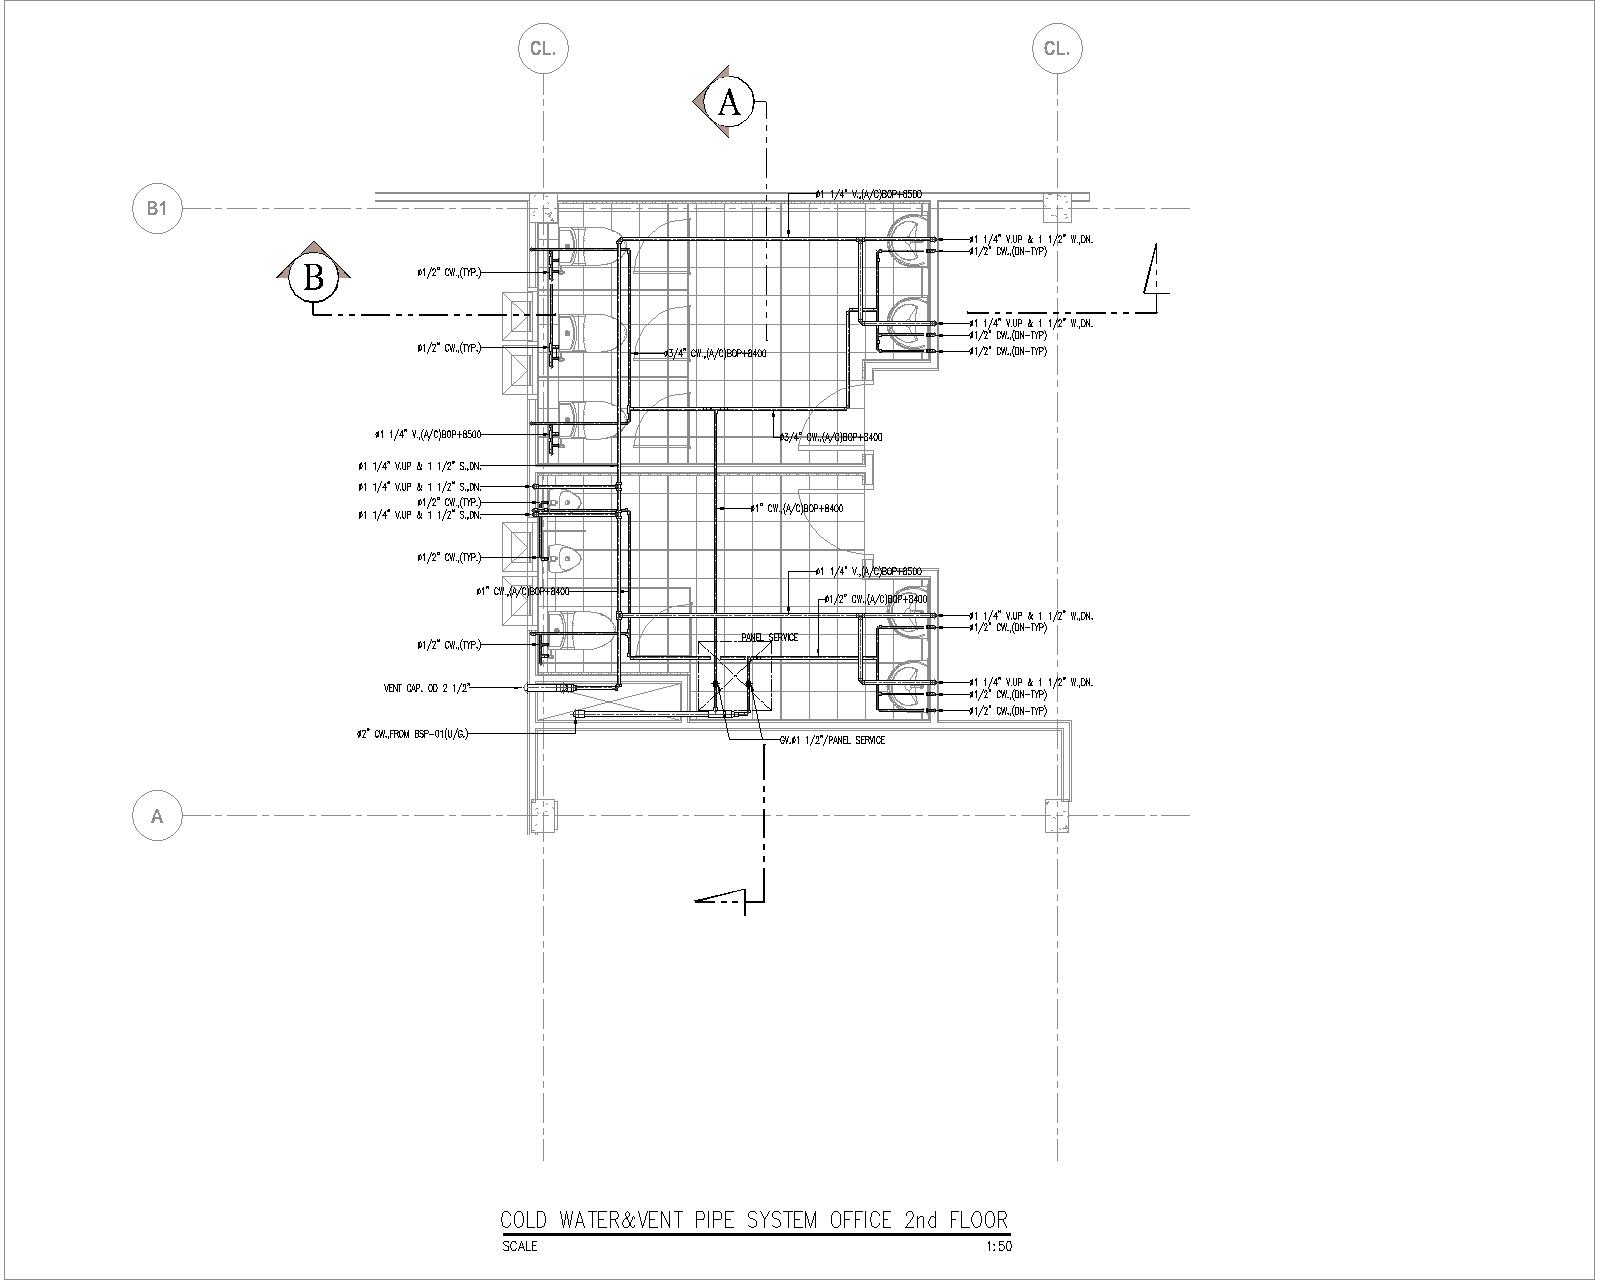 CL.
CL.
A
B1
ø1 1/4" V.,(A/C)BOP+8500
B
ø1 1/4" V.UP & 1 1/2" W.,DN.
ø1/2" CW.,(DN-TYP)
ø1/2" CW.,(TYP.)
ø1 1/4" V.UP & 1 1/2" W.,DN.
ø1/2" CW.,(DN-TYP)
ø1/2" CW.,(TYP.)
ø3/4" CW.,(A/C)BOP+8400
ø1/2" CW.,(DN-TYP)
ø1 1/4" V.,(A/C)BOP+8500
ø3/4" CW.,(A/C)BOP+8400
ø1 1/4" V.UP & 1 1/2" S.,DN.
ø1 1/4" V.UP & 1 1/2" S.,DN.
ø1/2" CW.,(TYP.)
ø1" CW.,(A/C)BOP+8400
ø1 1/4" V.UP & 1 1/2" S.,DN.
ø1/2" CW.,(TYP.)
ø1 1/4" V.,(A/C)BOP+8500
ø1" CW.,(A/C)BOP+8400
ø1/2" CW.,(A/C)BOP+8400
ø1 1/4" V.UP & 1 1/2" W.,DN.
ø1/2" CW.,(DN-TYP)
PANEL SERVICE
ø1/2" CW.,(TYP.)
ø1 1/4" V.UP & 1 1/2" W.,DN.
VENT CAP. OD 2 1/2"
ø1/2" CW.,(DN-TYP)
ø1/2" CW.,(DN-TYP)
ø2" CW.,FROM BSP-01(U/G.)
GV.ø1 1/2"/PANEL SERVICE
A
COLD WATER&VENT PIPE SYSTEM OFFICE 2nd FLOOR
SCALE 1:50